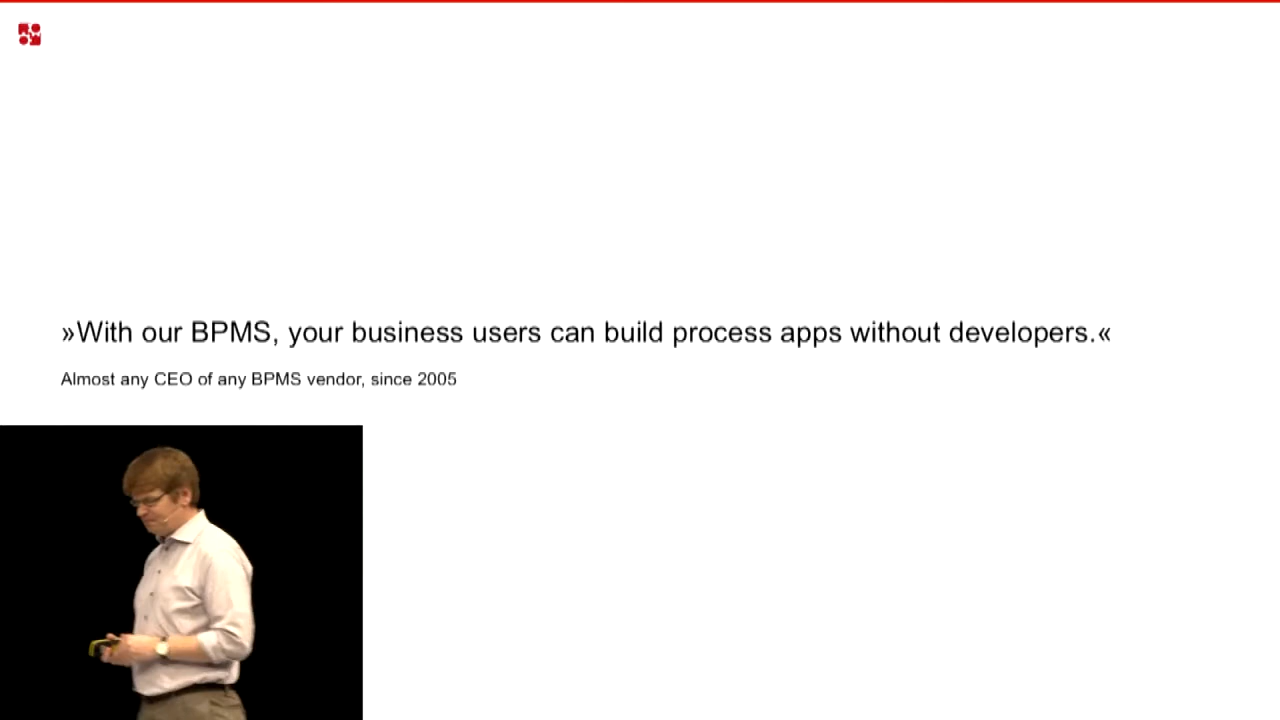 »With our BPMS, your business users can build process apps without developers.«
Almost any CEO of any BPMS vendor, since 2005